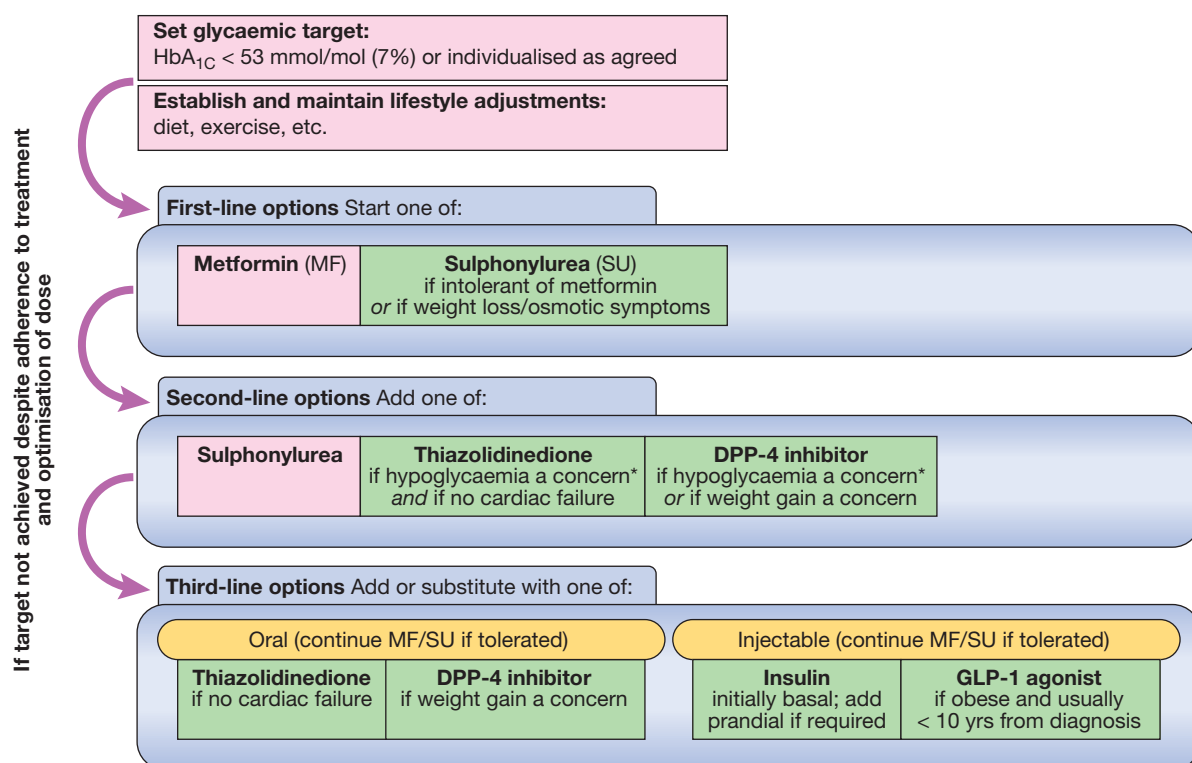 Set glycaemic target:
HbA1C < 53 mmol/mol (7%) or individualised as agreed
Establish and maintain lifestyle adjustments:
diet, exercise, etc.
If target not achieved despite adherence to treatment
and optimisation of dose
First-line options Start one of:
Metformin (MF)
Sulphonylurea (SU)
if intolerant of metformin
or if weight loss/osmotic symptoms
Second-line options Add one of:
Sulphonylurea
Thiazolidinedione
if hypoglycaemia a concern*
and if no cardiac failure
DPP-4 inhibitor
if hypoglycaemia a concern*
or if weight gain a concern
Third-line options Add or substitute with one of:
Oral (continue MF/SU if tolerated)
Thiazolidinedione
if no cardiac failure
DPP-4 inhibitor
if weight gain a concern
Injectable (continue MF/SU if tolerated)
Insulin
initially basal; add
prandial if required
GLP-1 agonist
if obese and usually
< 10 yrs from diagnosis